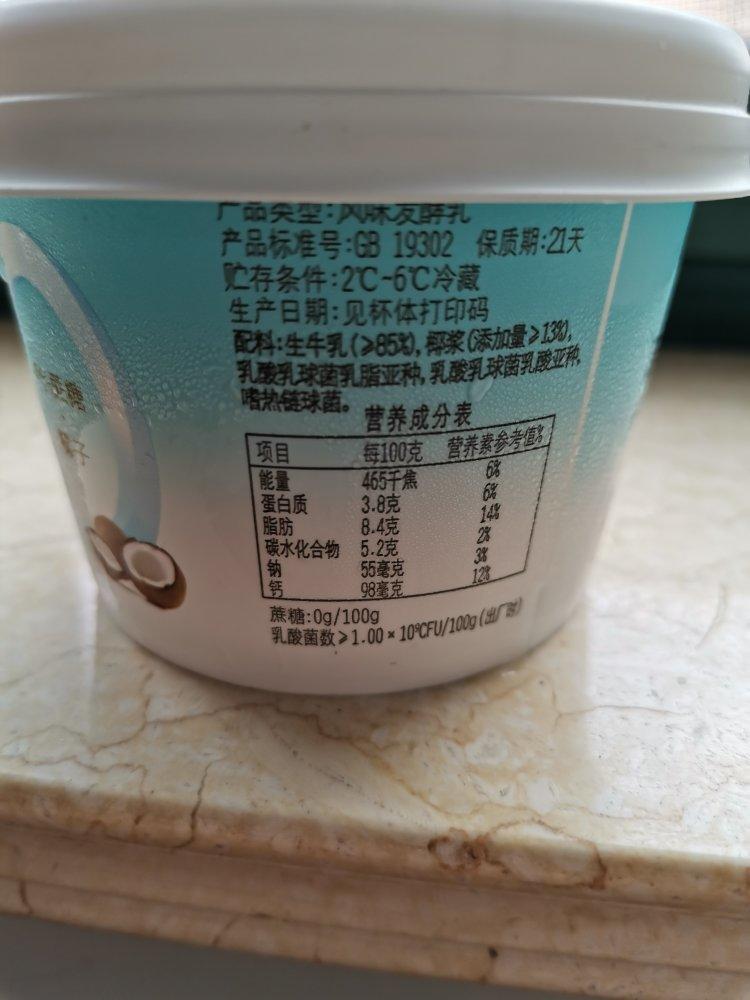 产品类型:风味发酵乳
产品标准号:GB 19302 保质期:21天
贮存条件:2℃-6℃冷藏
生产日期:见杯体打印码
配料:生牛乳(≥85%),椰浆(添加量≥13%),
乳酸乳球菌乳脂亚种,乳酸乳球菌乳酸亚种,
嗜热链球菌。
营养成分表
项目 每100克 营养素参考值%
能量 465千焦 6%
蛋白质 3.8克 6%
脂肪 8.4克 14%
碳水化合物 5.2克 2%
钠 55毫克 3%
钙 98毫克 12%
蔗糖:0g/100g
乳酸菌数≥1.00×10⁹CFU/100g(出厂时)
蔗糖
椰子